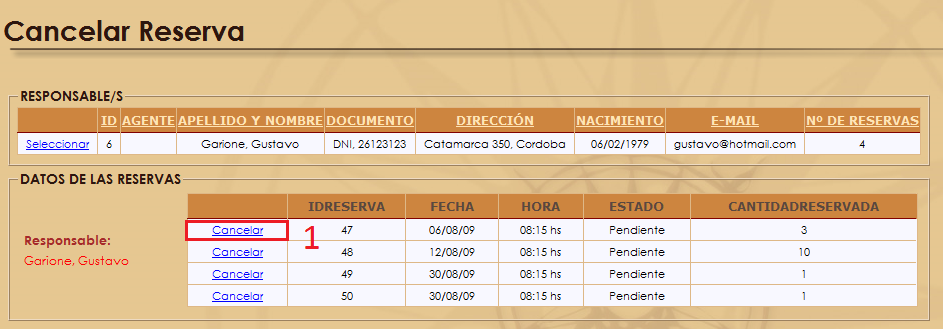 Cancelar Reserva
RESPONSABLE/S
ID AGENTE APELLIDO Y NOMBRE DOCUMENTO DIRECCIÓN NACIMIENTO E-MAIL Nº DE RESERVAS
Seleccionar 6 Garione, Gustavo DNI, 26123123 Catamarca 350, Cordoba 06/02/1979 gustavo@hotmail.com 4
DATOS DE LAS RESERVAS
IDRESERVA FECHA HORA ESTADO CANTIDADRESERVADA
Responsable:
Garione, Gustavo
Cancelar 1 47 06/08/09 08:15 hs Pendiente 3
Cancelar 48 12/08/09 08:15 hs Pendiente 10
Cancelar 49 30/08/09 08:15 hs Pendiente 1
Cancelar 50 30/08/09 08:15 hs Pendiente 1